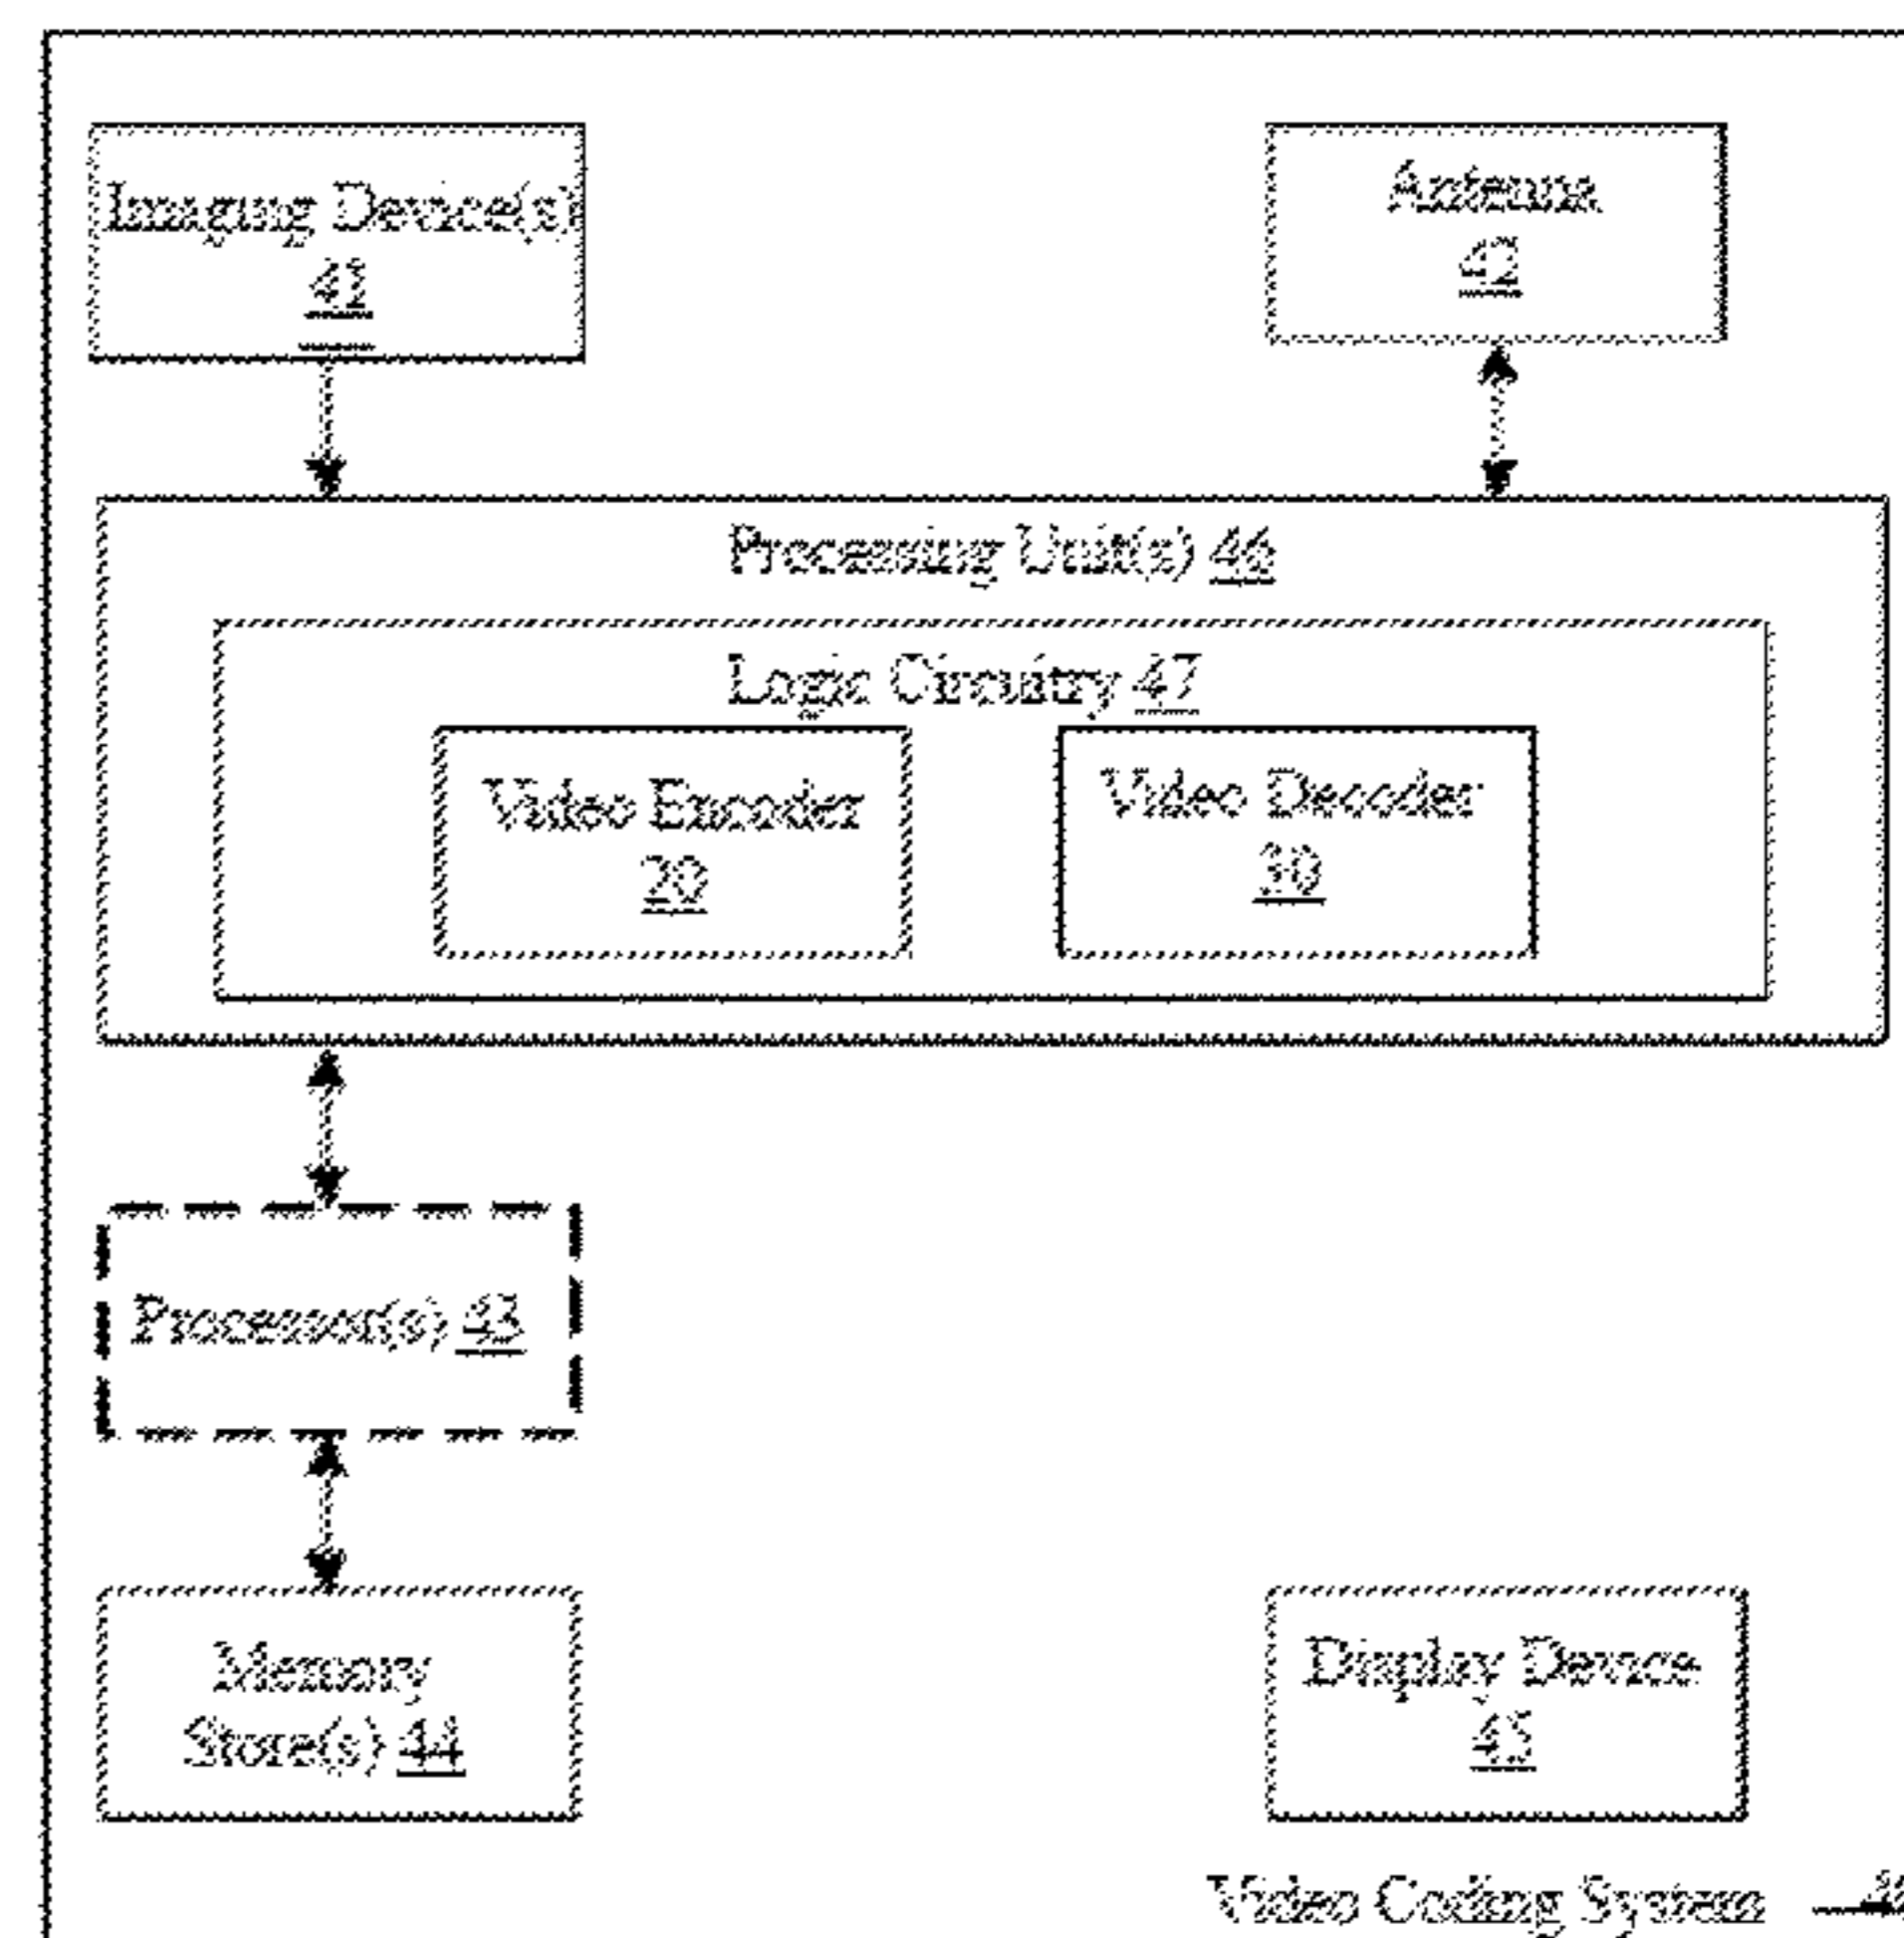 Imaging Device(s)
41
Antenna
42
Processing Unit(s) 46
Logic Circuitry 47
Video Encoder
20
Video Decoder
30
Processor(s) 43
Memory
Store(s) 44
Display Device
45
Video Coding System